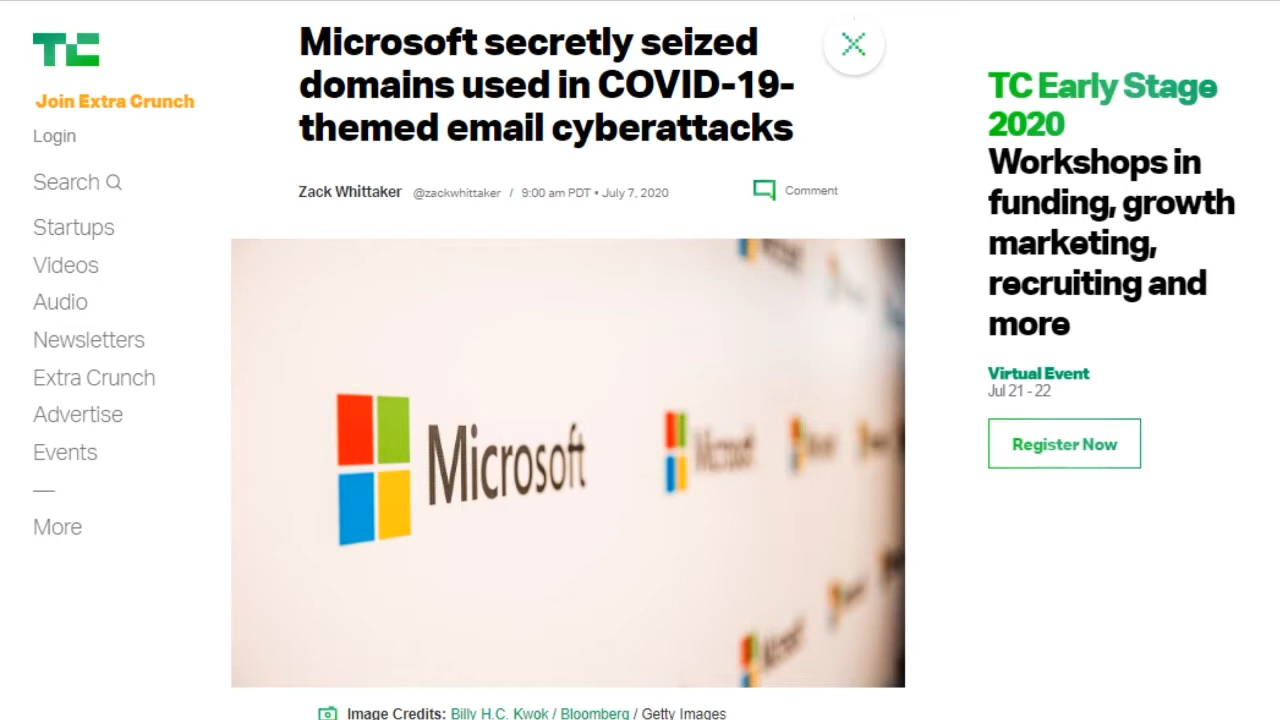 TC
Join Extra Crunch
Login
Search
Startups
Videos
Audio
Newsletters
Extra Crunch
Advertise
Events
—
More
Microsoft secretly seized
domains used in COVID-19-
themed email cyberattacks
Zack Whittaker @zackwhittaker / 9:00 am PDT • July 7, 2020
Comment
Microsoft
Microsoft
Image Credits: Billy H.C. Kwok / Bloomberg / Getty Images
TC Early Stage
2020
Workshops in
funding, growth
marketing,
recruiting and
more
Virtual Event
Jul 21 - 22
Register Now